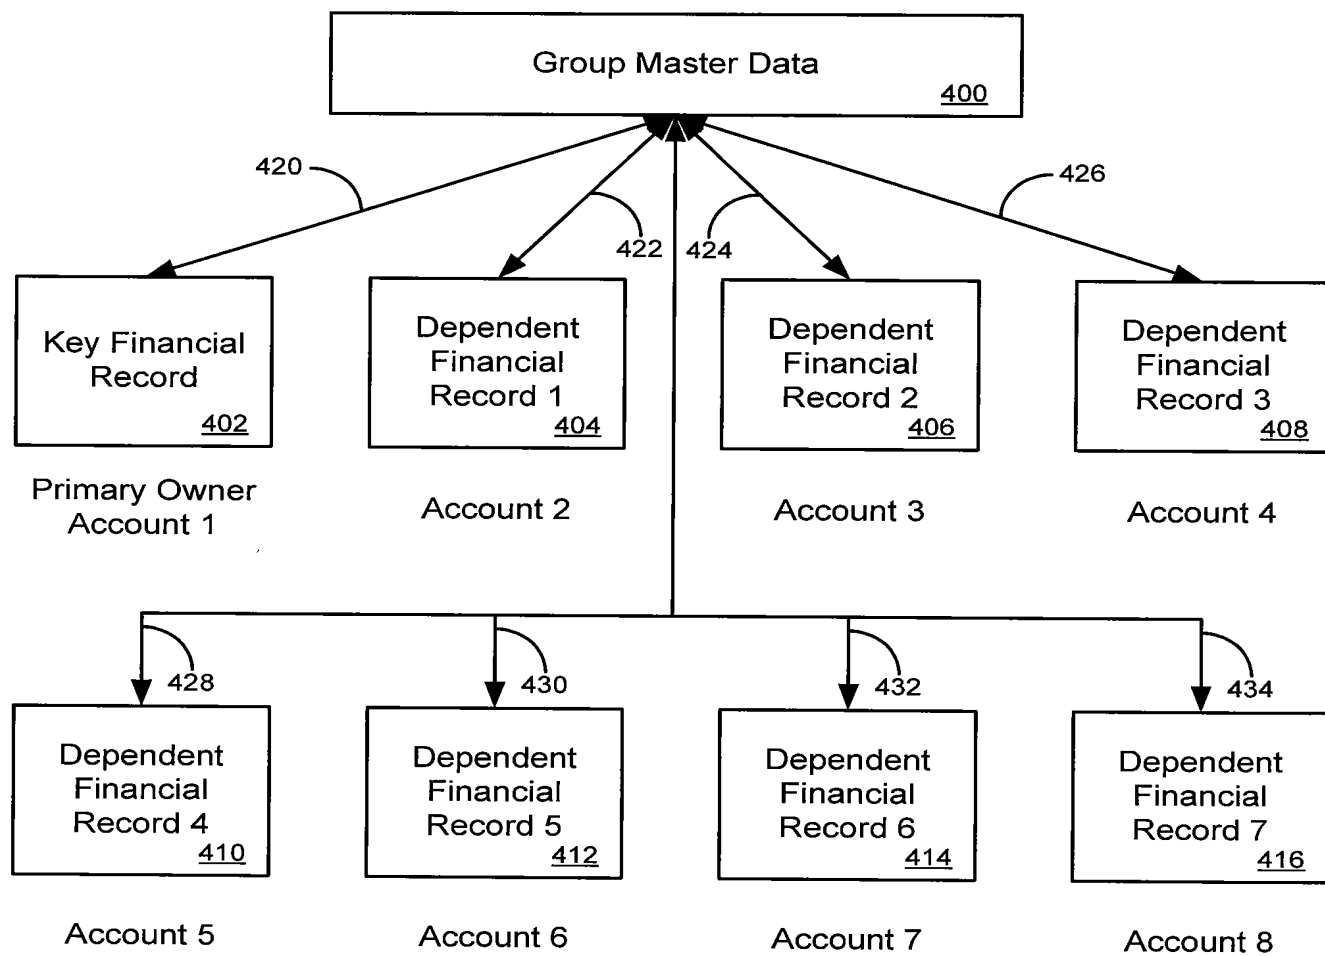 Group Master Data
400
420
422
424
426
Key Financial
Record
402
Dependent
Financial
Record 1
404
Dependent
Financial
Record 2
406
Dependent
Financial
Record 3
408
Primary Owner
Account 1
Account 2
Account 3
Account 4
428
430
432
434
Dependent
Financial
Record 4
410
Dependent
Financial
Record 5
412
Dependent
Financial
Record 6
414
Dependent
Financial
Record 7
416
Account 5
Account 6
Account 7
Account 8